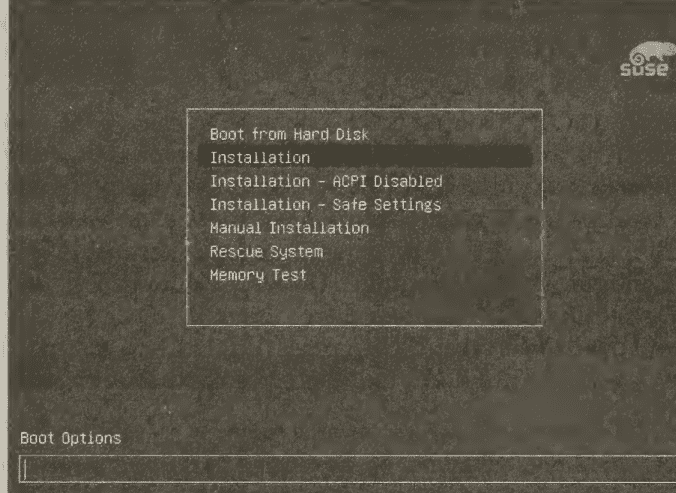 suse
Boot from Hard Disk
Installation
Installation - ACPI Disabled
Installation - Safe Settings
Manual Installation
Rescue System
Memory Test
Boot Options